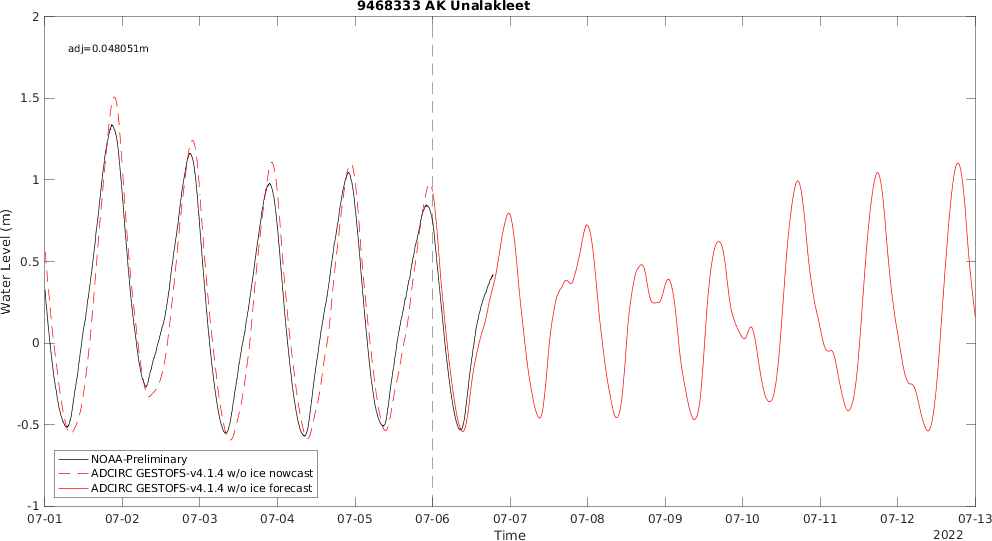 9468333 AK Unalakleet
adj=0.048051m
Water Level (m)
2
1.5
1
0.5
0
-0.5
-1
NOAA-Preliminary
ADCIRC GESTOFS-v4.1.4 w/o ice nowcast
ADCIRC GESTOFS-v4.1.4 w/o ice forecast
07-01 07-02 07-03 07-04 07-05 07-06 07-07 07-08 07-09 07-10 07-11 07-12 07-13
Time
2022